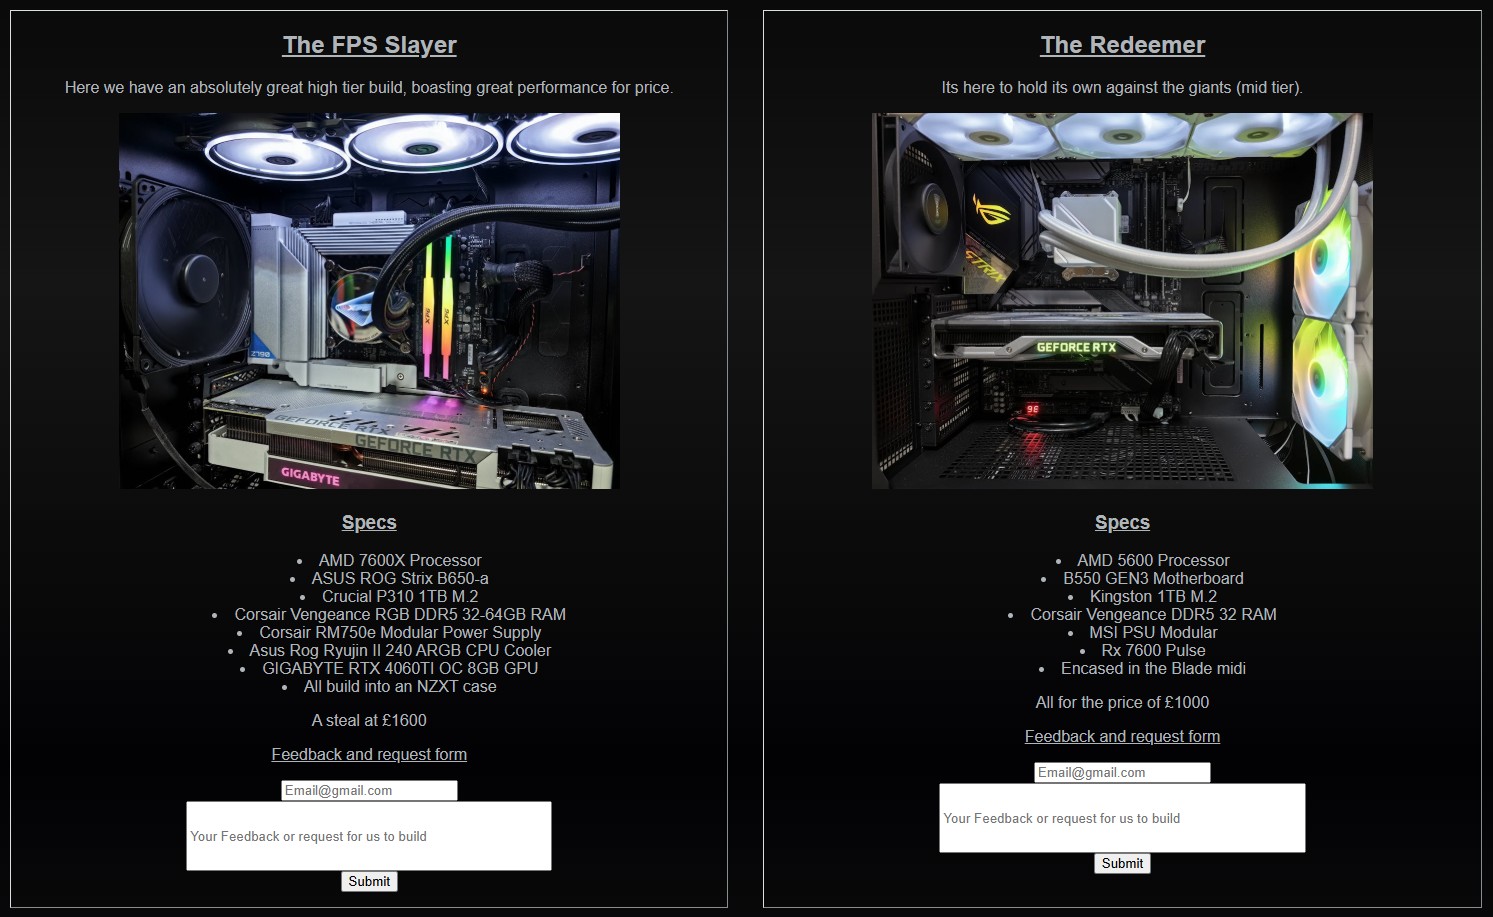 The FPS Slayer
Here we have an absolutely great high tier build, boasting great performance for price.
XPG
XPG
Z790
GEFORCE RTX
GEFORCE RTX
GIGABYTE
Specs
AMD 7600X Processor
ASUS ROG Strix B650-a
Crucial P310 1TB M.2
Corsair Vengeance RGB DDR5 32-64GB RAM
Corsair RM750e Modular Power Supply
Asus Rog Ryujin II 240 ARGB CPU Cooler
GIGABYTE RTX 4060TI OC 8GB GPU
All build into an NZXT case
A steal at £1600
Feedback and request form
Email@gmail.com
Your Feedback or request for us to build
Submit
The Redeemer
Its here to hold its own against the giants (mid tier).
STRIX
GEFORCE RTX
96
Specs
AMD 5600 Processor
B550 GEN3 Motherboard
Kingston 1TB M.2
Corsair Vengeance DDR5 32 RAM
MSI PSU Modular
Rx 7600 Pulse
Encased in the Blade midi
All for the price of £1000
Feedback and request form
Email@gmail.com
Your Feedback or request for us to build
Submit